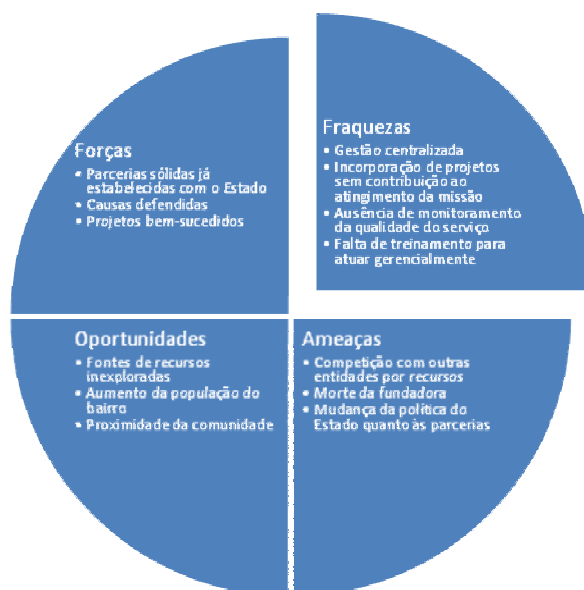 Forças
• Parcerias sólidas já
estabelecidas com o Estado
• Causas defendidas
• Projetos bem-sucedidos
Fraquezas
• Gestão centralizada
• Incorporação de projetos
sem contribuição ao
atingimento da missão
• Ausência de monitoramento
da qualidade do serviço
• Falta de treinamento para
atuar gerencialmente
Oportunidades
• Fontes de recursos
inexploradas
• Aumento da população do
bairro
• Proximidade da comunidade
Ameaças
• Competição com outras
entidades por recursos
• Morte da fundadora
• Mudança da política do
Estado quanto às parcerias